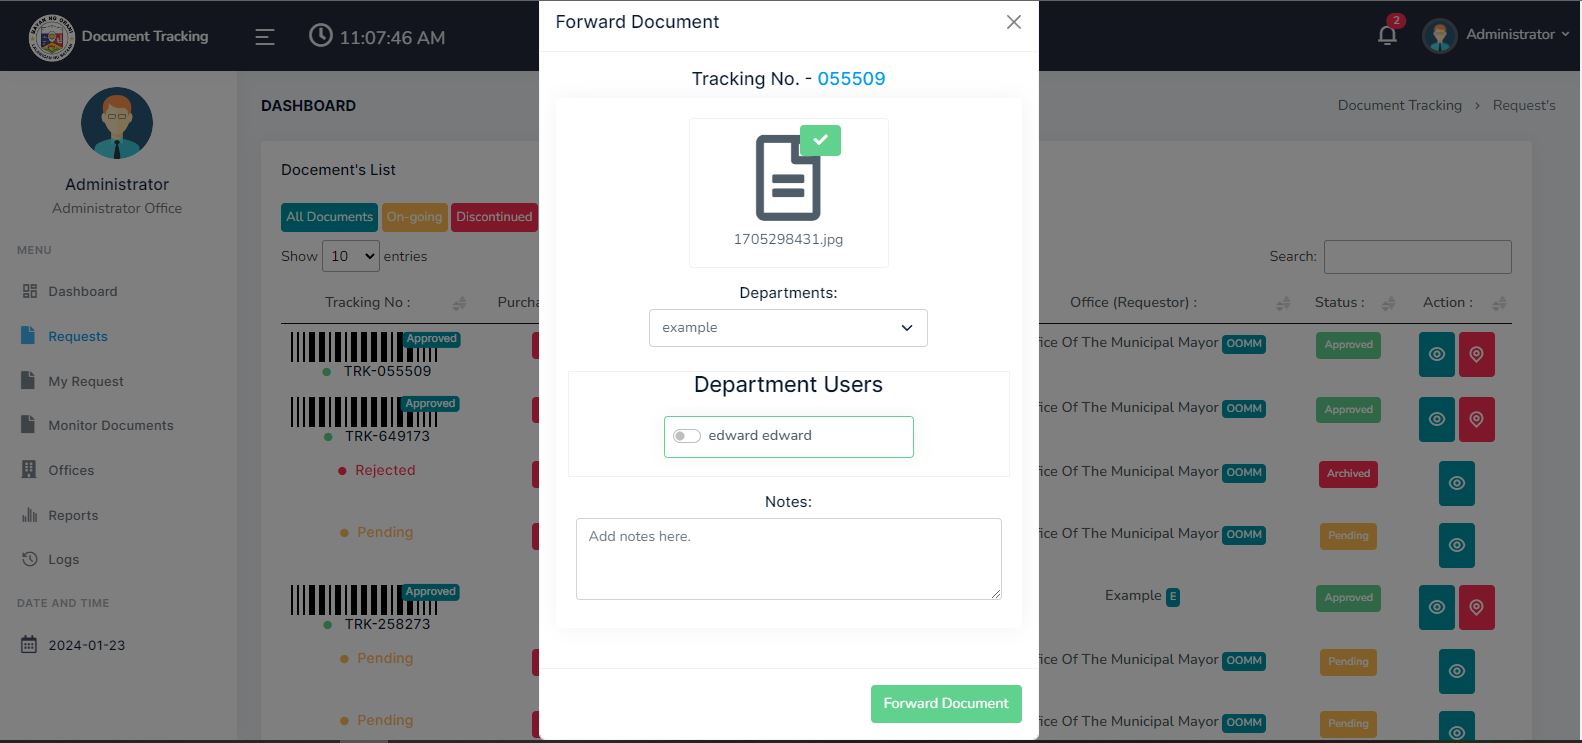 Document Tracking
11:07:46 AM
2
Administrator
Administrator
Administrator Office
MENU
Dashboard
Requests
My Request
Monitor Documents
Offices
Reports
Logs
DATE AND TIME
2024-01-23
DASHBOARD
Document Tracking > Request's
Docement's List
All Documents On-going Discontinued
Show 10 entries
Search:
Tracking No : Purcha Office (Requestor) : Status : Action :
Approved
TRK-055509
ice Of The Municipal Mayor OOMM Approved
Approved
TRK-649173
ice Of The Municipal Mayor OOMM Approved
Rejected
ice Of The Municipal Mayor OOMM Archived
Pending
ice Of The Municipal Mayor OOMM Pending
Approved
TRK-258273
Example E Approved
Pending
ice Of The Municipal Mayor OOMM Pending
Pending
ice Of The Municipal Mayor OOMM Pending
Forward Document
Tracking No. - 055509
1705298431.jpg
Departments:
example
Department Users
edward edward
Notes:
Add notes here.
Forward Document